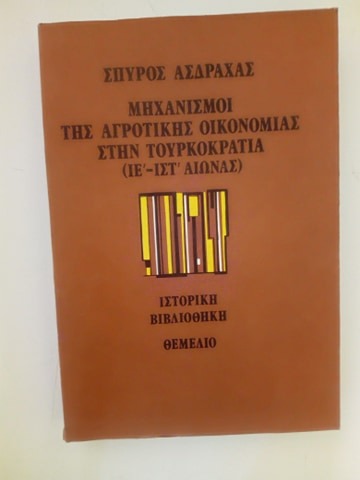 ΣΠΥΡΟΣ ΑΣΔΡΑΧΑΣ
ΜΗΧΑΝΙΣΜΟΙ
ΤΗΣ ΑΓΡΟΤΙΚΗΣ ΟΙΚΟΝΟΜΙΑΣ
ΣΤΗΝ ΤΟΥΡΚΟΚΡΑΤΙΑ
(ΙΕ'-ΙΣΤ' ΑΙΩΝΑΣ)
ΙΣΤΟΡΙΚΗ
ΒΙΒΛΙΟΘΗΚΗ
ΘΕΜΕΛΙΟ